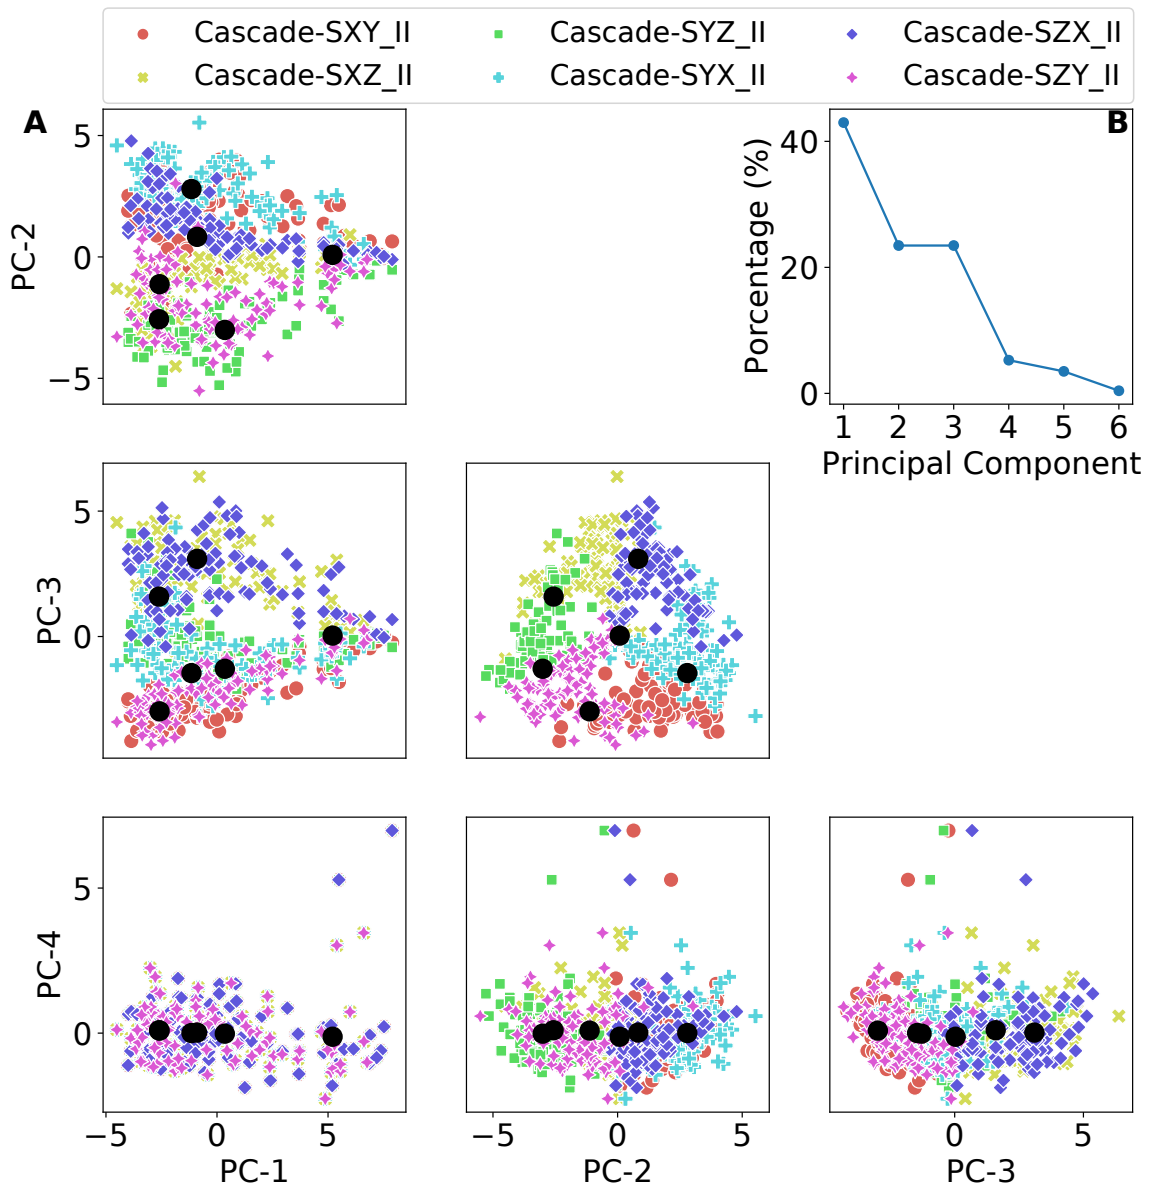 Cascade-SXY_II Cascade-SYZ_II Cascade-SZX_II
Cascade-SXZ_II Cascade-SYX_II Cascade-SZY_II
A
5
0
−5
PC-2
B
40
20
0
Porcentage (%)
1 2 3 4 5 6
Principal Component
5
0
PC-3
5
0
PC-4
−5 0 5
PC-1
−5 0 5
PC-2
0 5
PC-3